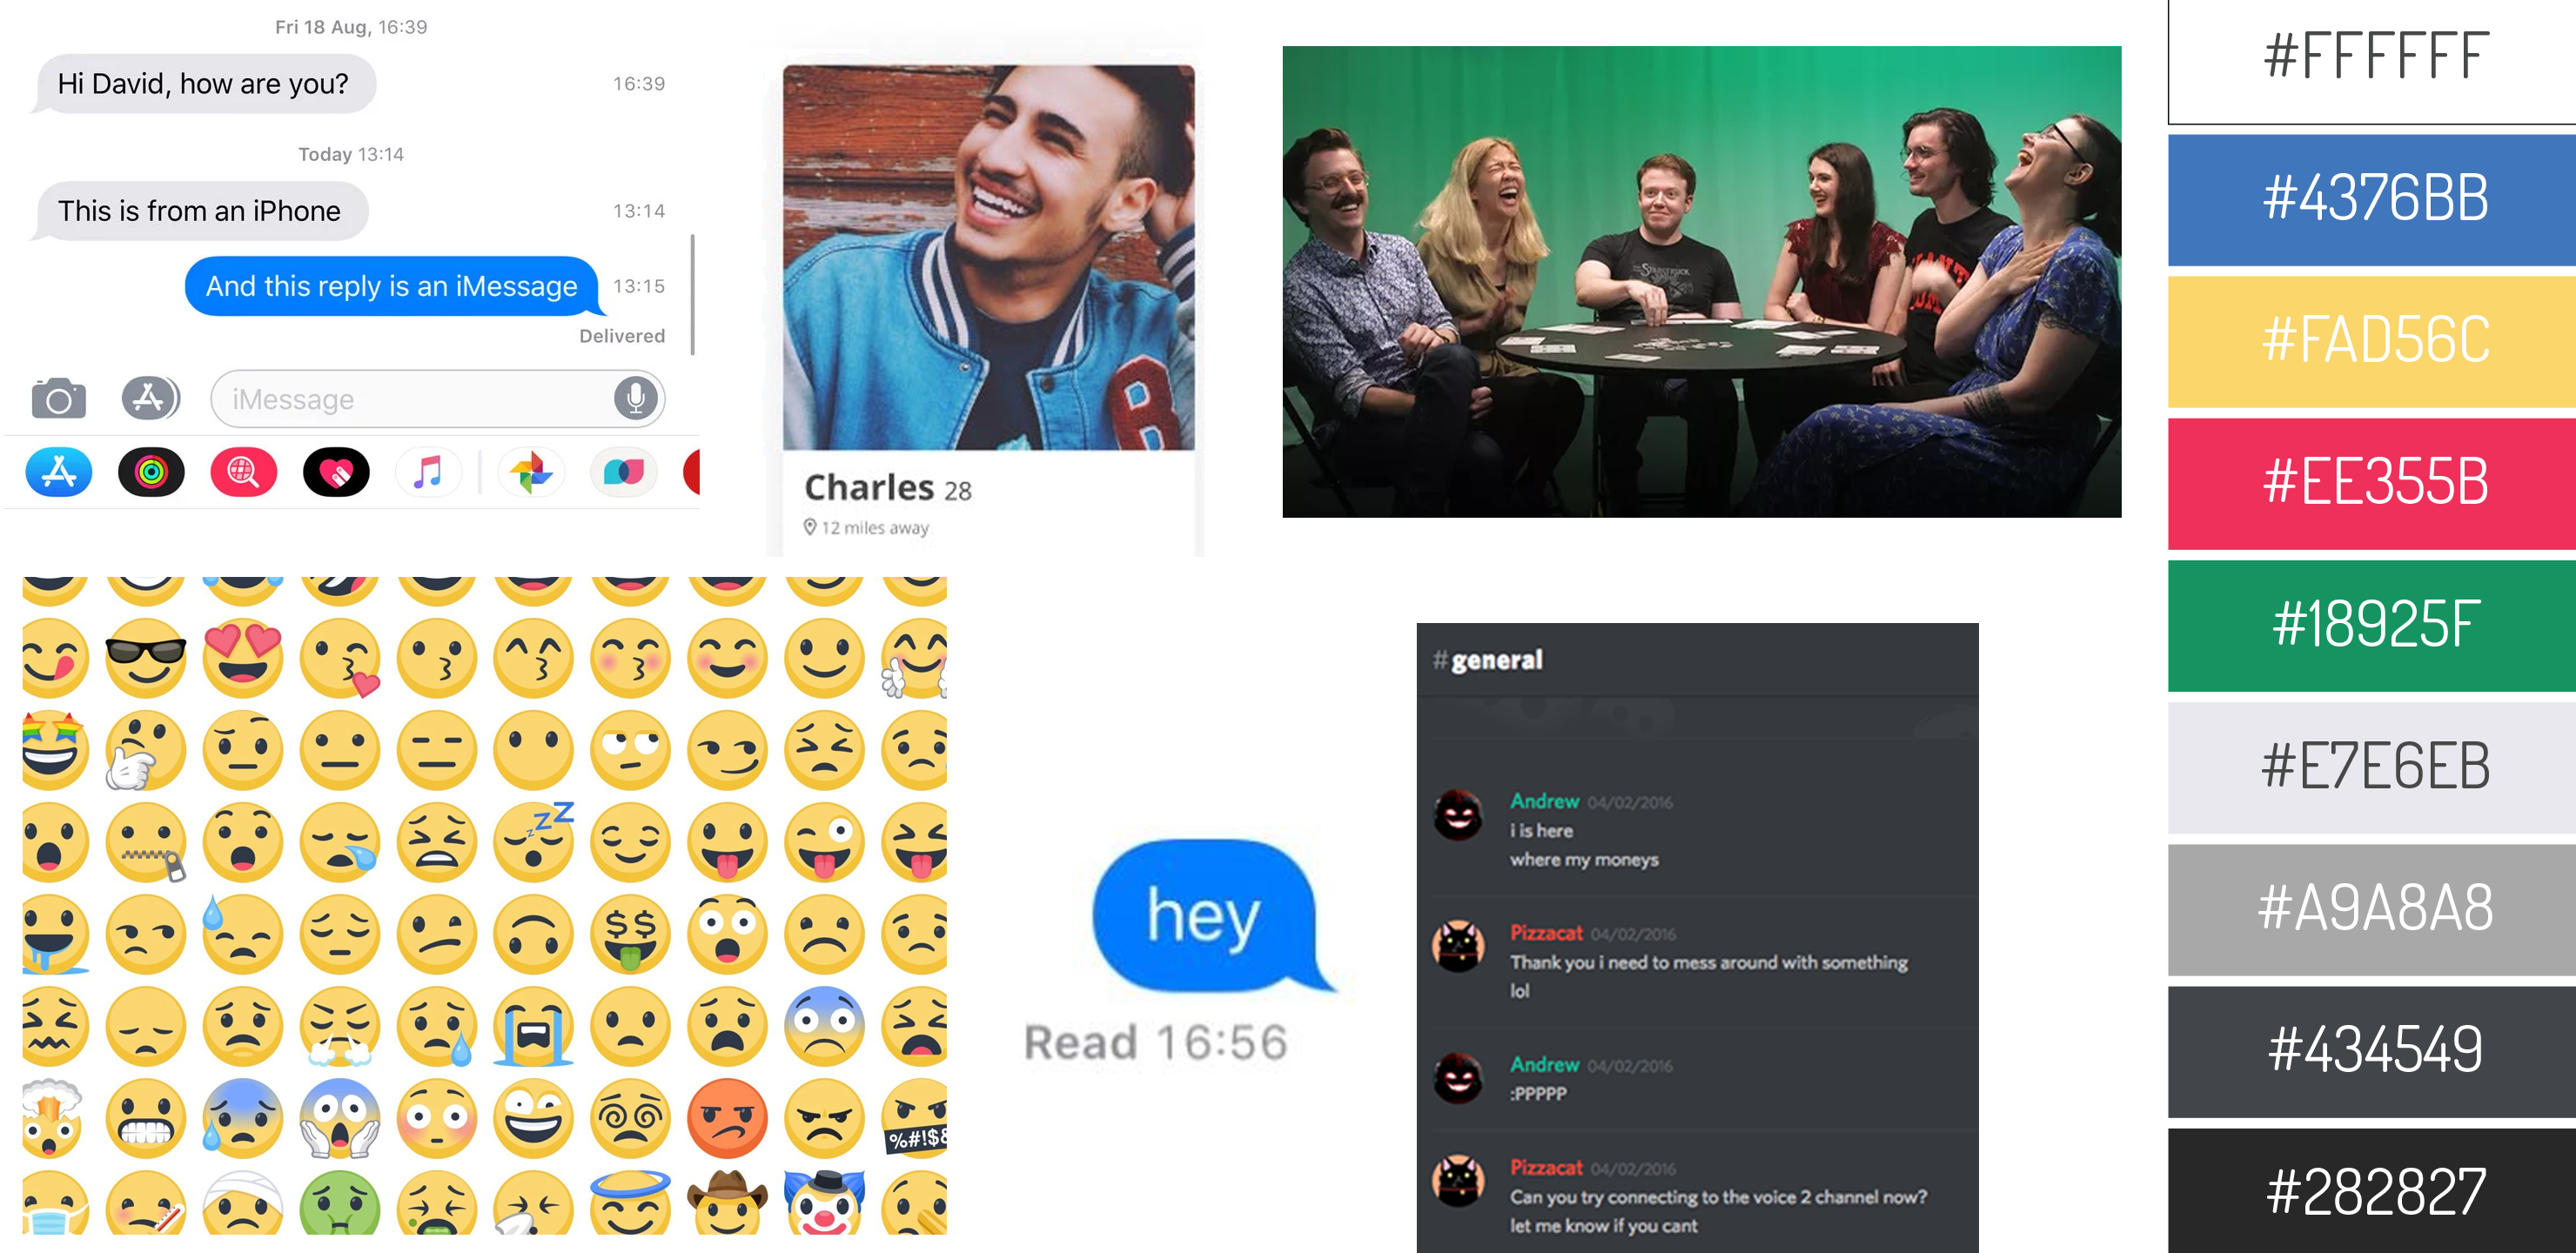 Fri 18 Aug, 16:39
Hi David, how are you? 16:39
Today 13:14
This is from an iPhone 13:14
And this reply is an iMessage 13:15
Delivered
iMessage
Charles 28
12 miles away
B
%#!$&
hey
Read 16:56
#general
Andrew 04/02/2016
i is here
where my moneys
Pizzacat 04/02/2016
Thank you i need to mess around with something
lol
Andrew 04/02/2016
:PPPPP
Pizzacat 04/02/2016
Can you try connecting to the voice 2 channel now?
let me know if you cant
#FFFFFF
#4376BB
#FAD56C
#EE355B
#18925F
#E7E6EB
#A9A8A8
#434549
#282827